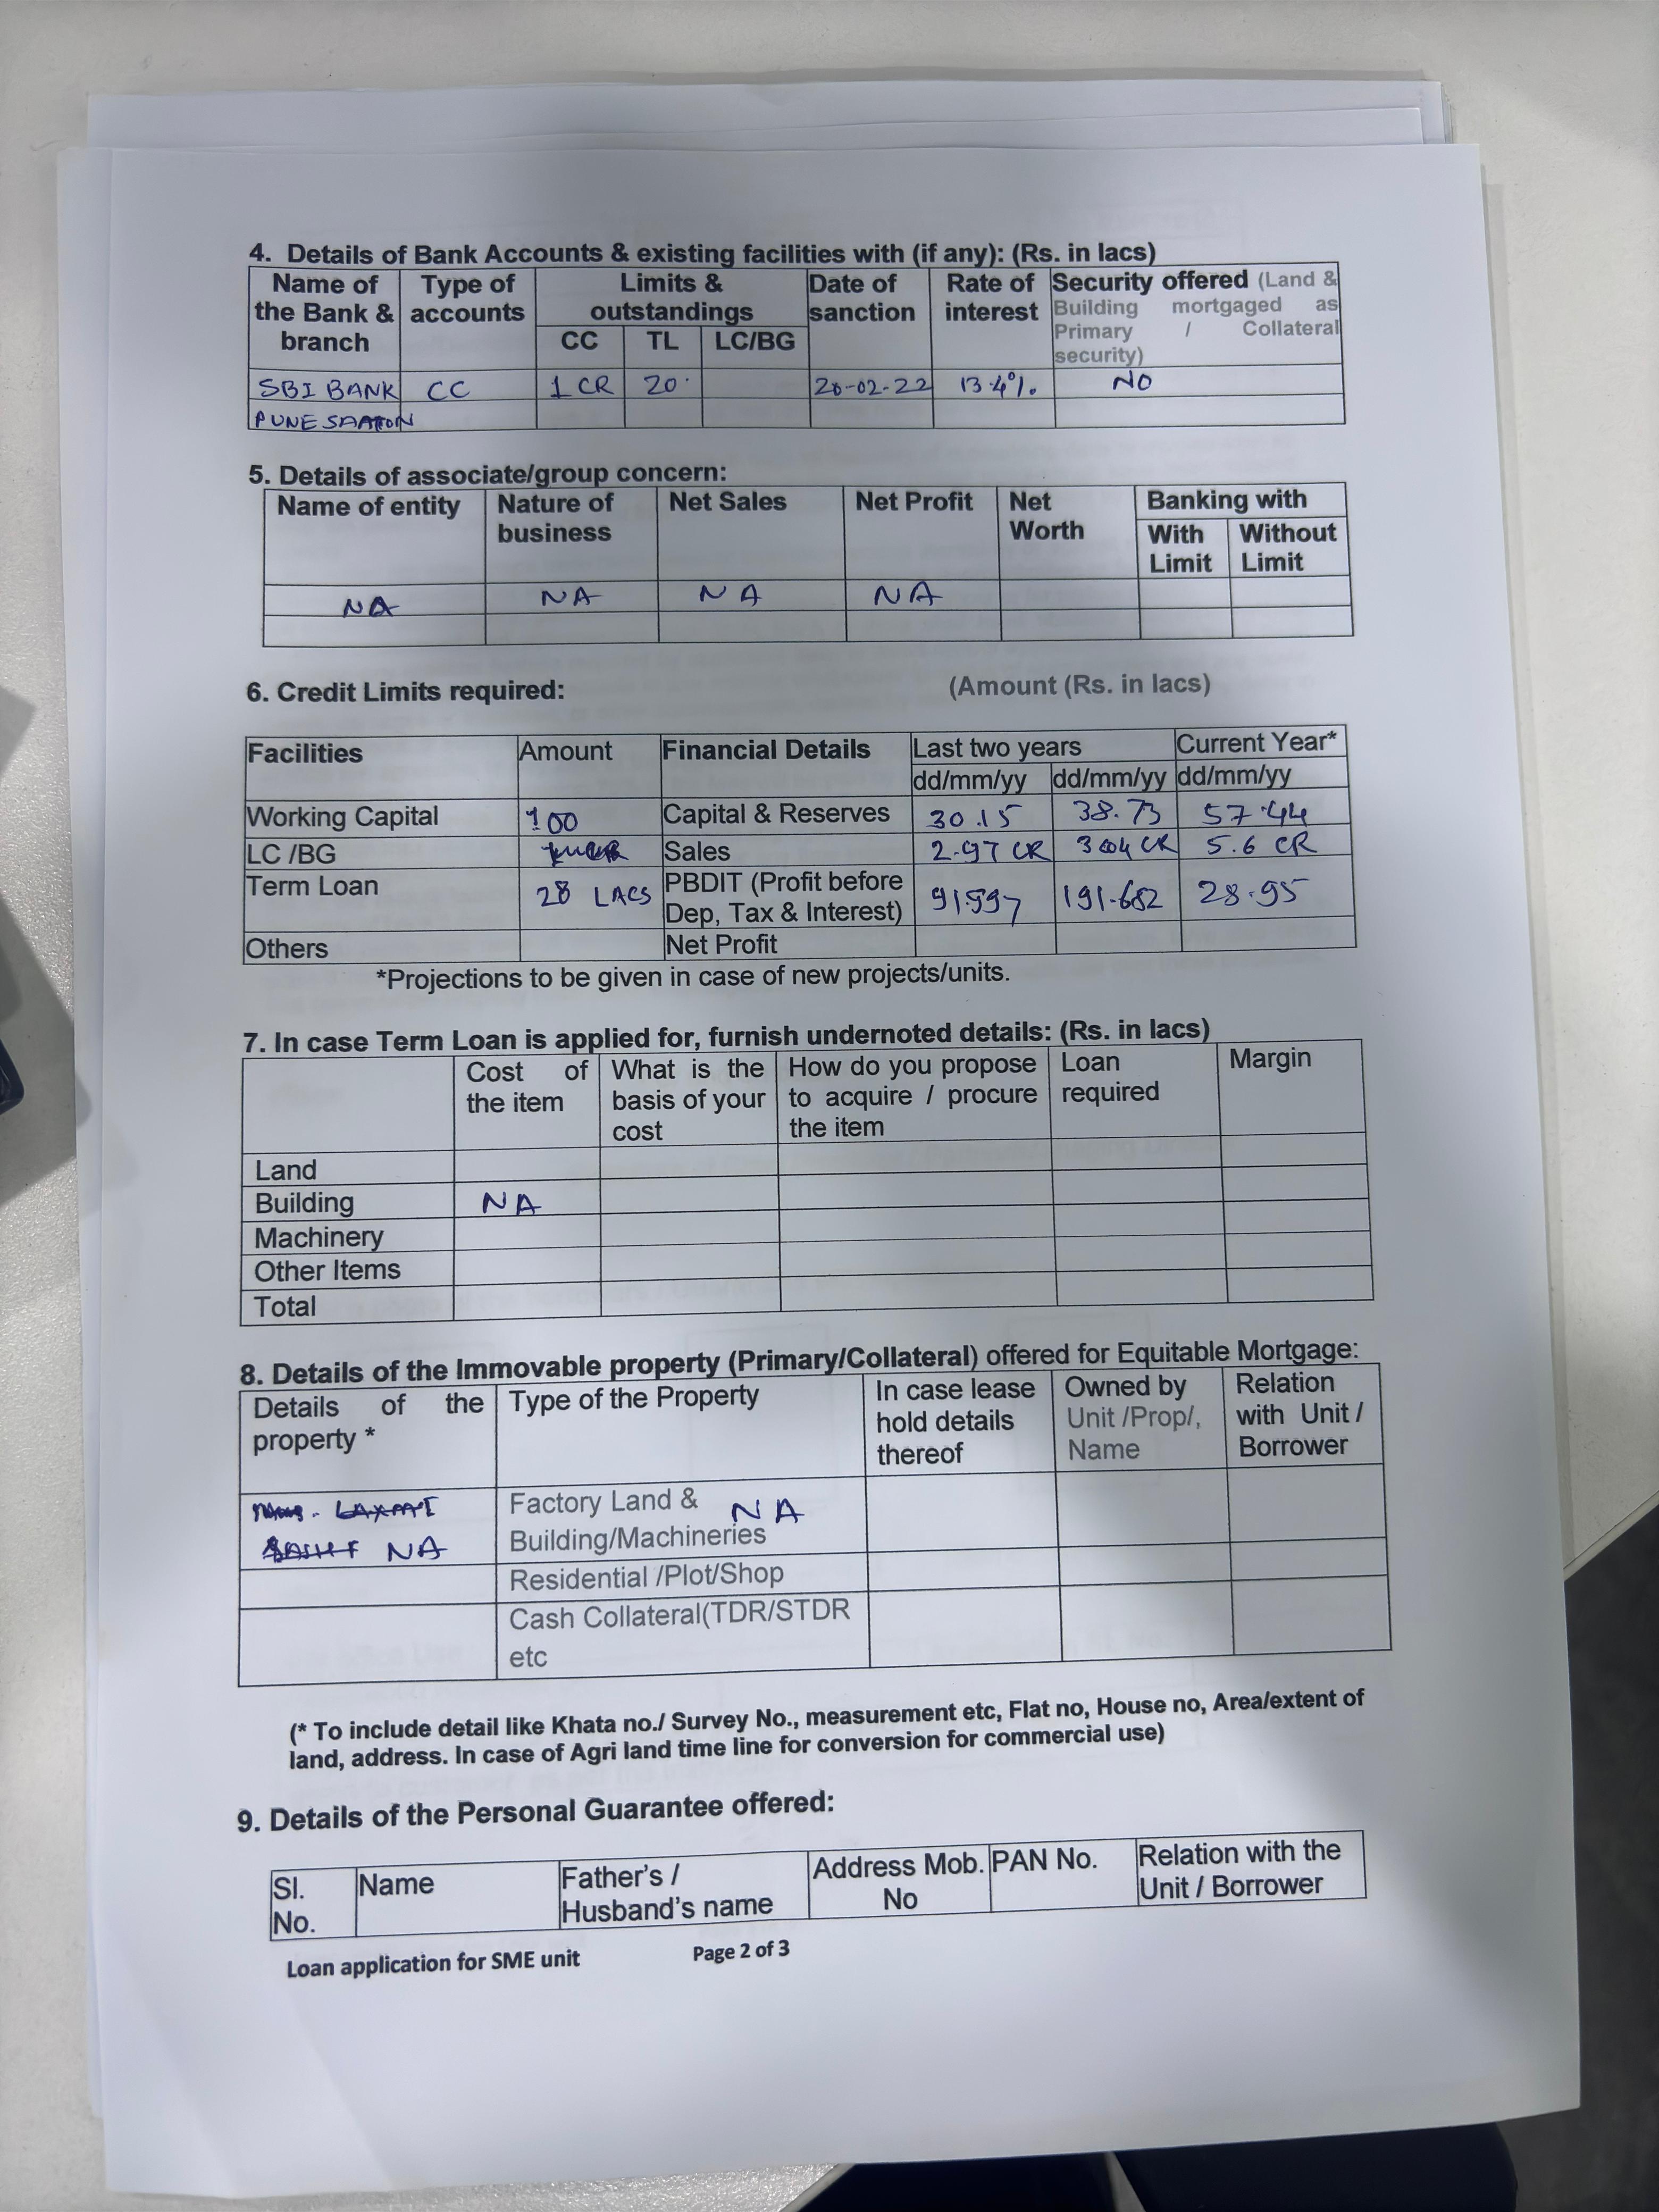 4. Details of Bank Accounts & existing facilities with (if any): (Rs. in lacs)
Name of the Bank & branch Type of accounts Limits & outstandings Date of sanction Rate of interest Security offered (Land & Building mortgaged as Primary / Collateral security)
CC TL LC/BG
SBI BANK CC 1 CR 20 20-02-22 13.4% NO
PUNE
5. Details of associate/group concern:
Name of entity Nature of business Net Sales Net Profit Net Worth Banking with
With Limit Without Limit
NA NA NA NA
6. Credit Limits required: (Amount (Rs. in lacs)
Facilities Amount Financial Details Last two years Current Year*
dd/mm/yy dd/mm/yy dd/mm/yy
Working Capital 100 Capital & Reserves 30.15 38.73 57.44
LC /BG Sales 2.97 CR CR 5.6 CR
Term Loan 28 LACS PBDIT (Profit before Dep, Tax & Interest) 191.682 28.95
Others Net Profit
*Projections to be given in case of new projects/units.
7. In case Term Loan is applied for, furnish undernoted details: (Rs. in lacs)
Cost of the item What is the basis of your cost How do you propose to acquire / procure the item Loan required Margin
Land
Building NA
Machinery
Other Items
Total
8. Details of the Immovable property (Primary/Collateral) offered for Equitable Mortgage:
Details of the property * Type of the Property In case lease hold details thereof Owned by Unit /Prop/, Name Relation with Unit / Borrower
Factory Land & NA
NA Building/Machineries
Residential /Plot/Shop
Cash Collateral(TDR/STDR
etc
(* To include detail like Khata no./ Survey No., measurement etc, Flat no, House no, Area/extent of
land, address. In case of Agri land time line for conversion for commercial use)
9. Details of the Personal Guarantee offered:
Sl. No. Name Father's / Husband's name Address Mob. No PAN No. Relation with the Unit / Borrower
Loan application for SME unit Page 2 of 3